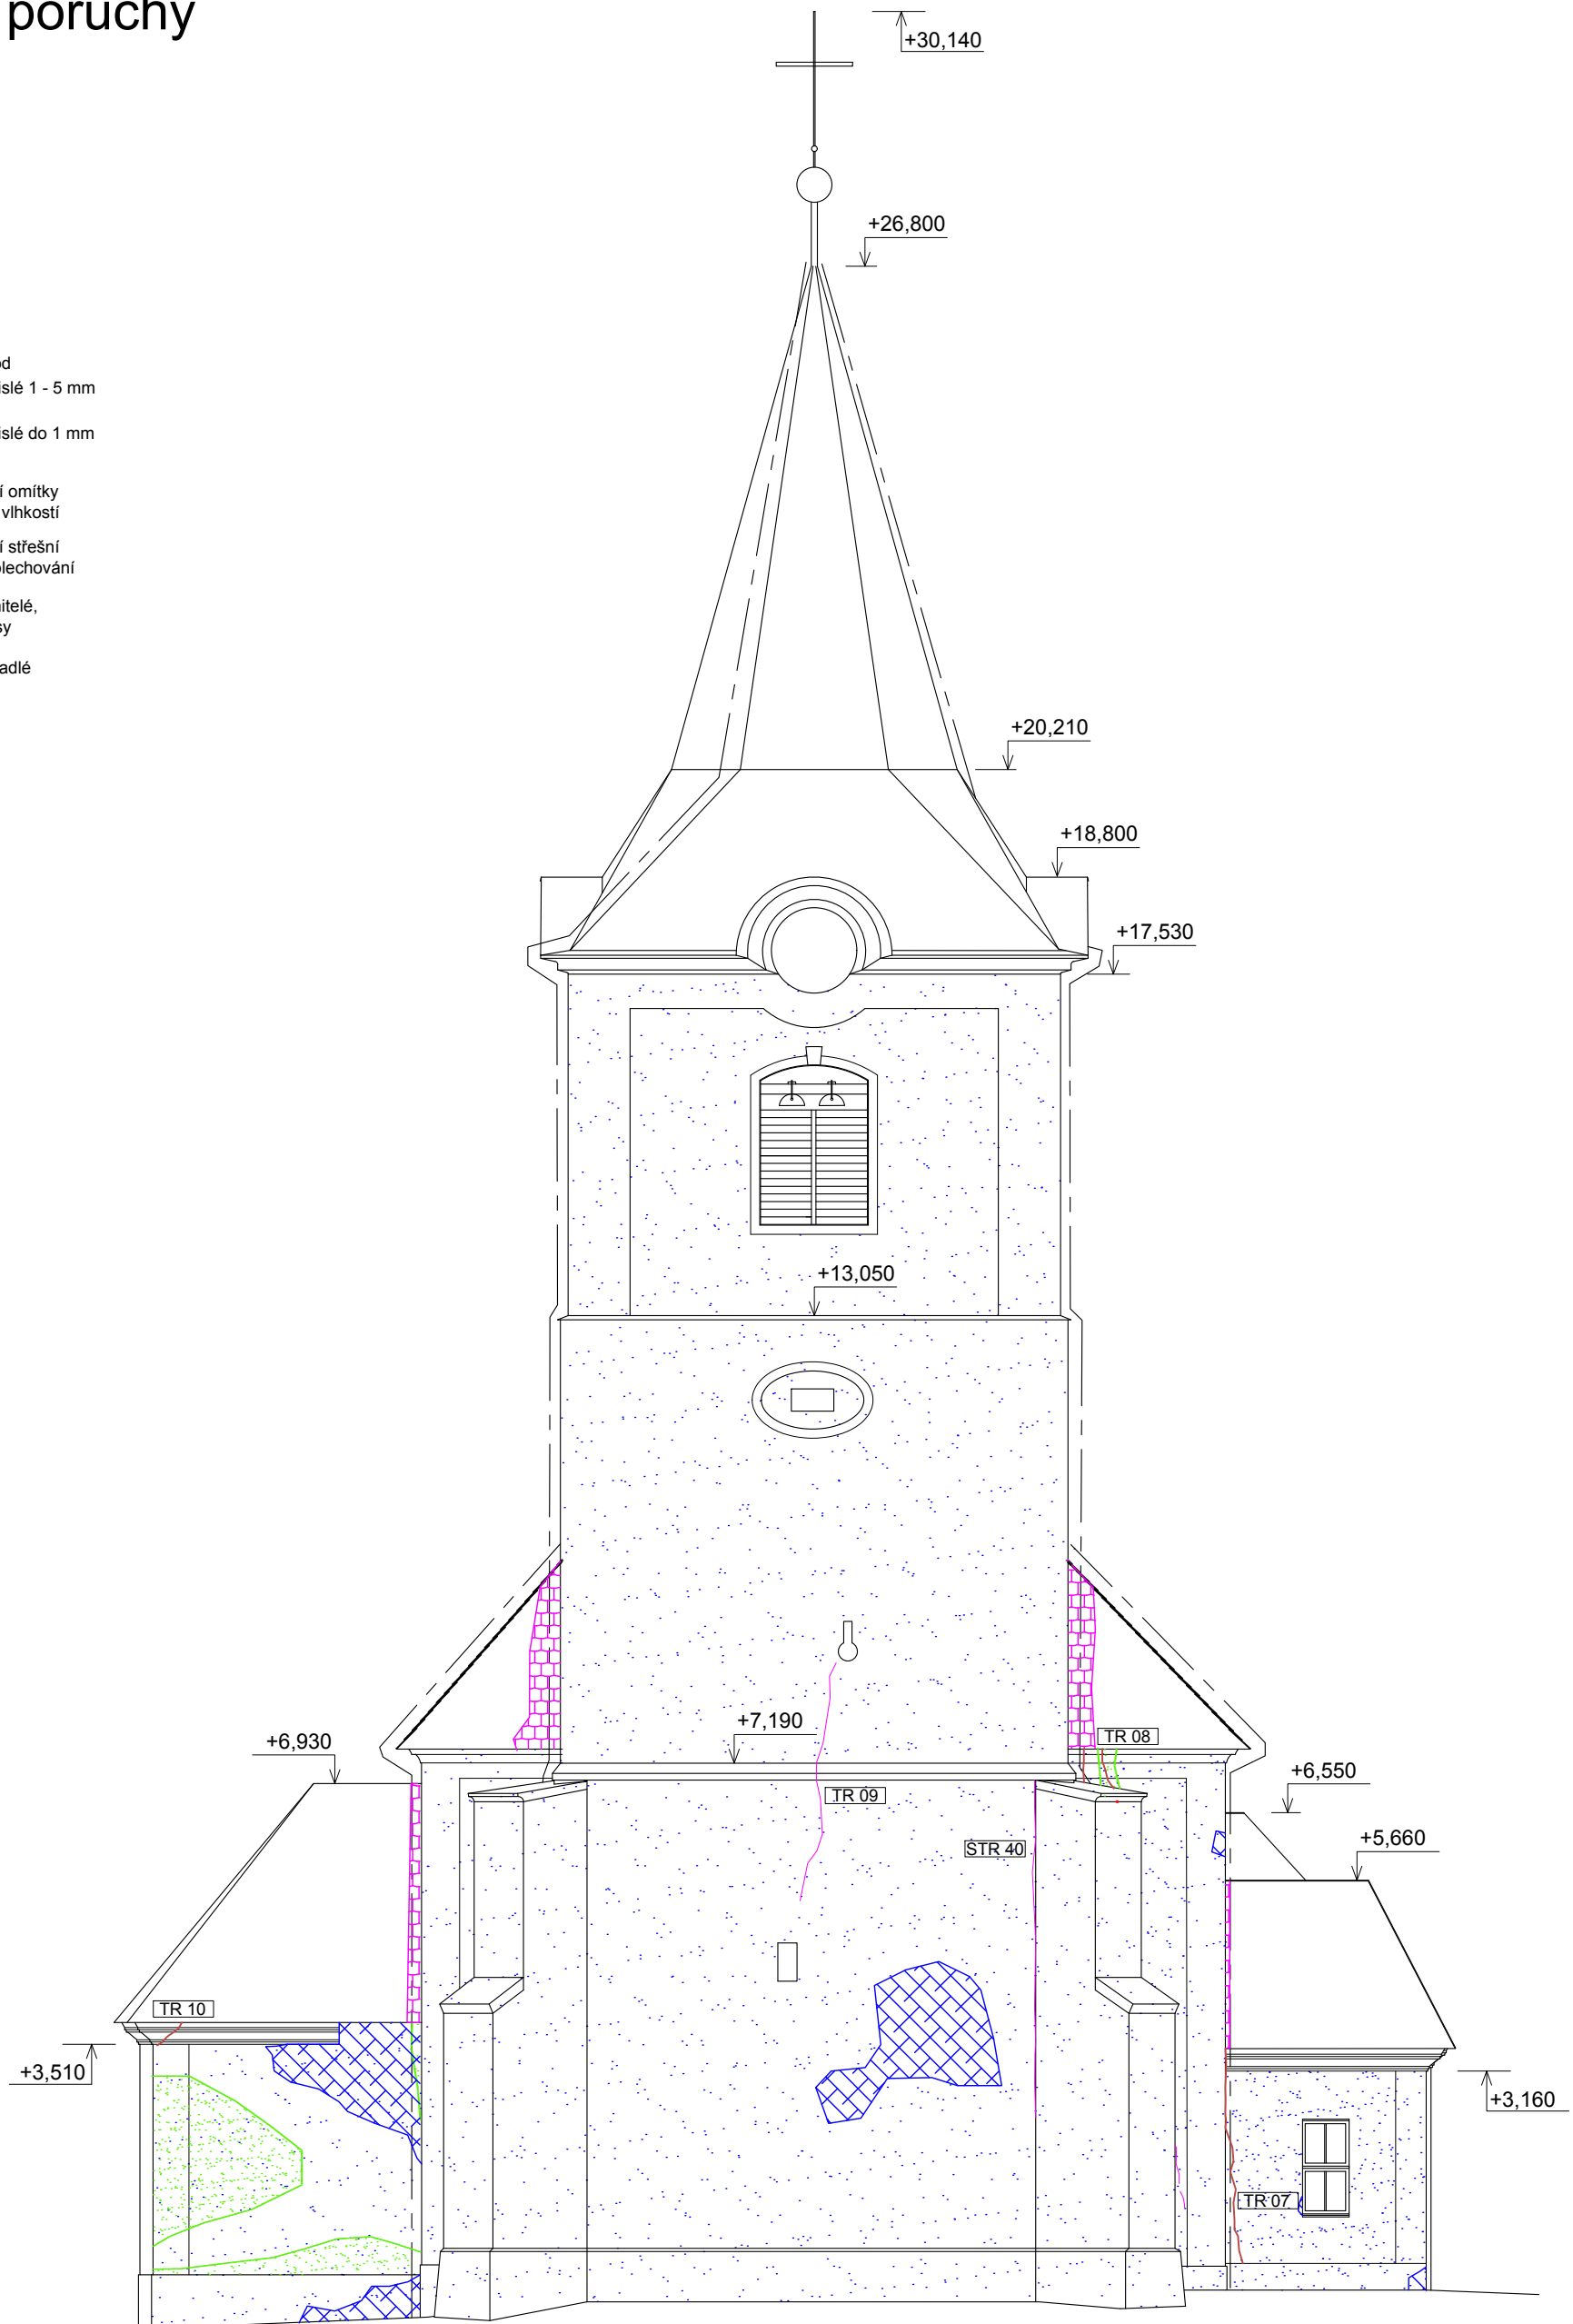 poruchy
+30,140
+26,800
islé 1 - 5 mm
islé do 1 mm
í omítky
vlhkostí
í střešní
plechování
itelé,
sy
adlé
+20,210
+18,800
+17,530
+13,050
+7,190
TR 08
+6,930
+6,550
TR 09
STR 40
+5,660
TR 10
+3,510
+3,160
TR 07